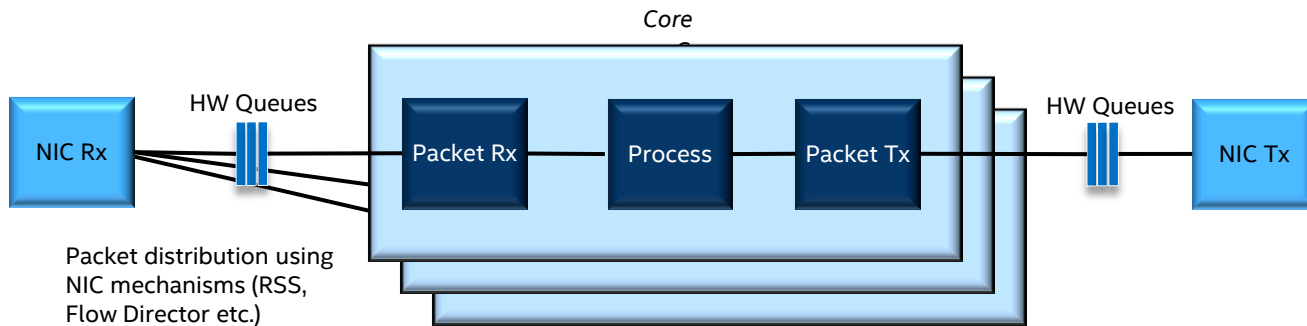 Core
HW Queues
HW Queues
NIC Rx
Packet Rx
Process
Packet Tx
NIC Tx
Packet distribution using
NIC mechanisms (RSS,
Flow Director etc.)